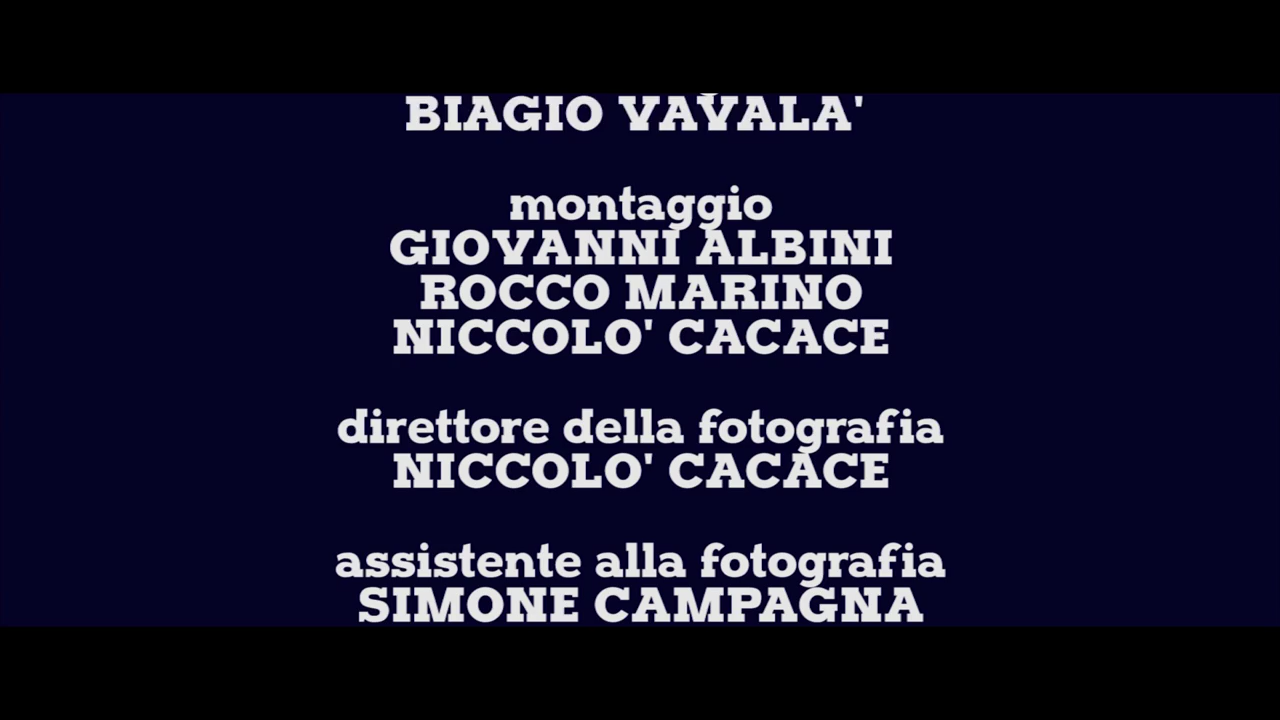 BIAGIO VAVALA'
montaggio
GIOVANNI ALBINI
ROCCO MARINO
NICCOLO' CACACE
direttore della fotografia
NICCOLO' CACACE
assistente alla fotografia
SIMONE CAMPAGNA